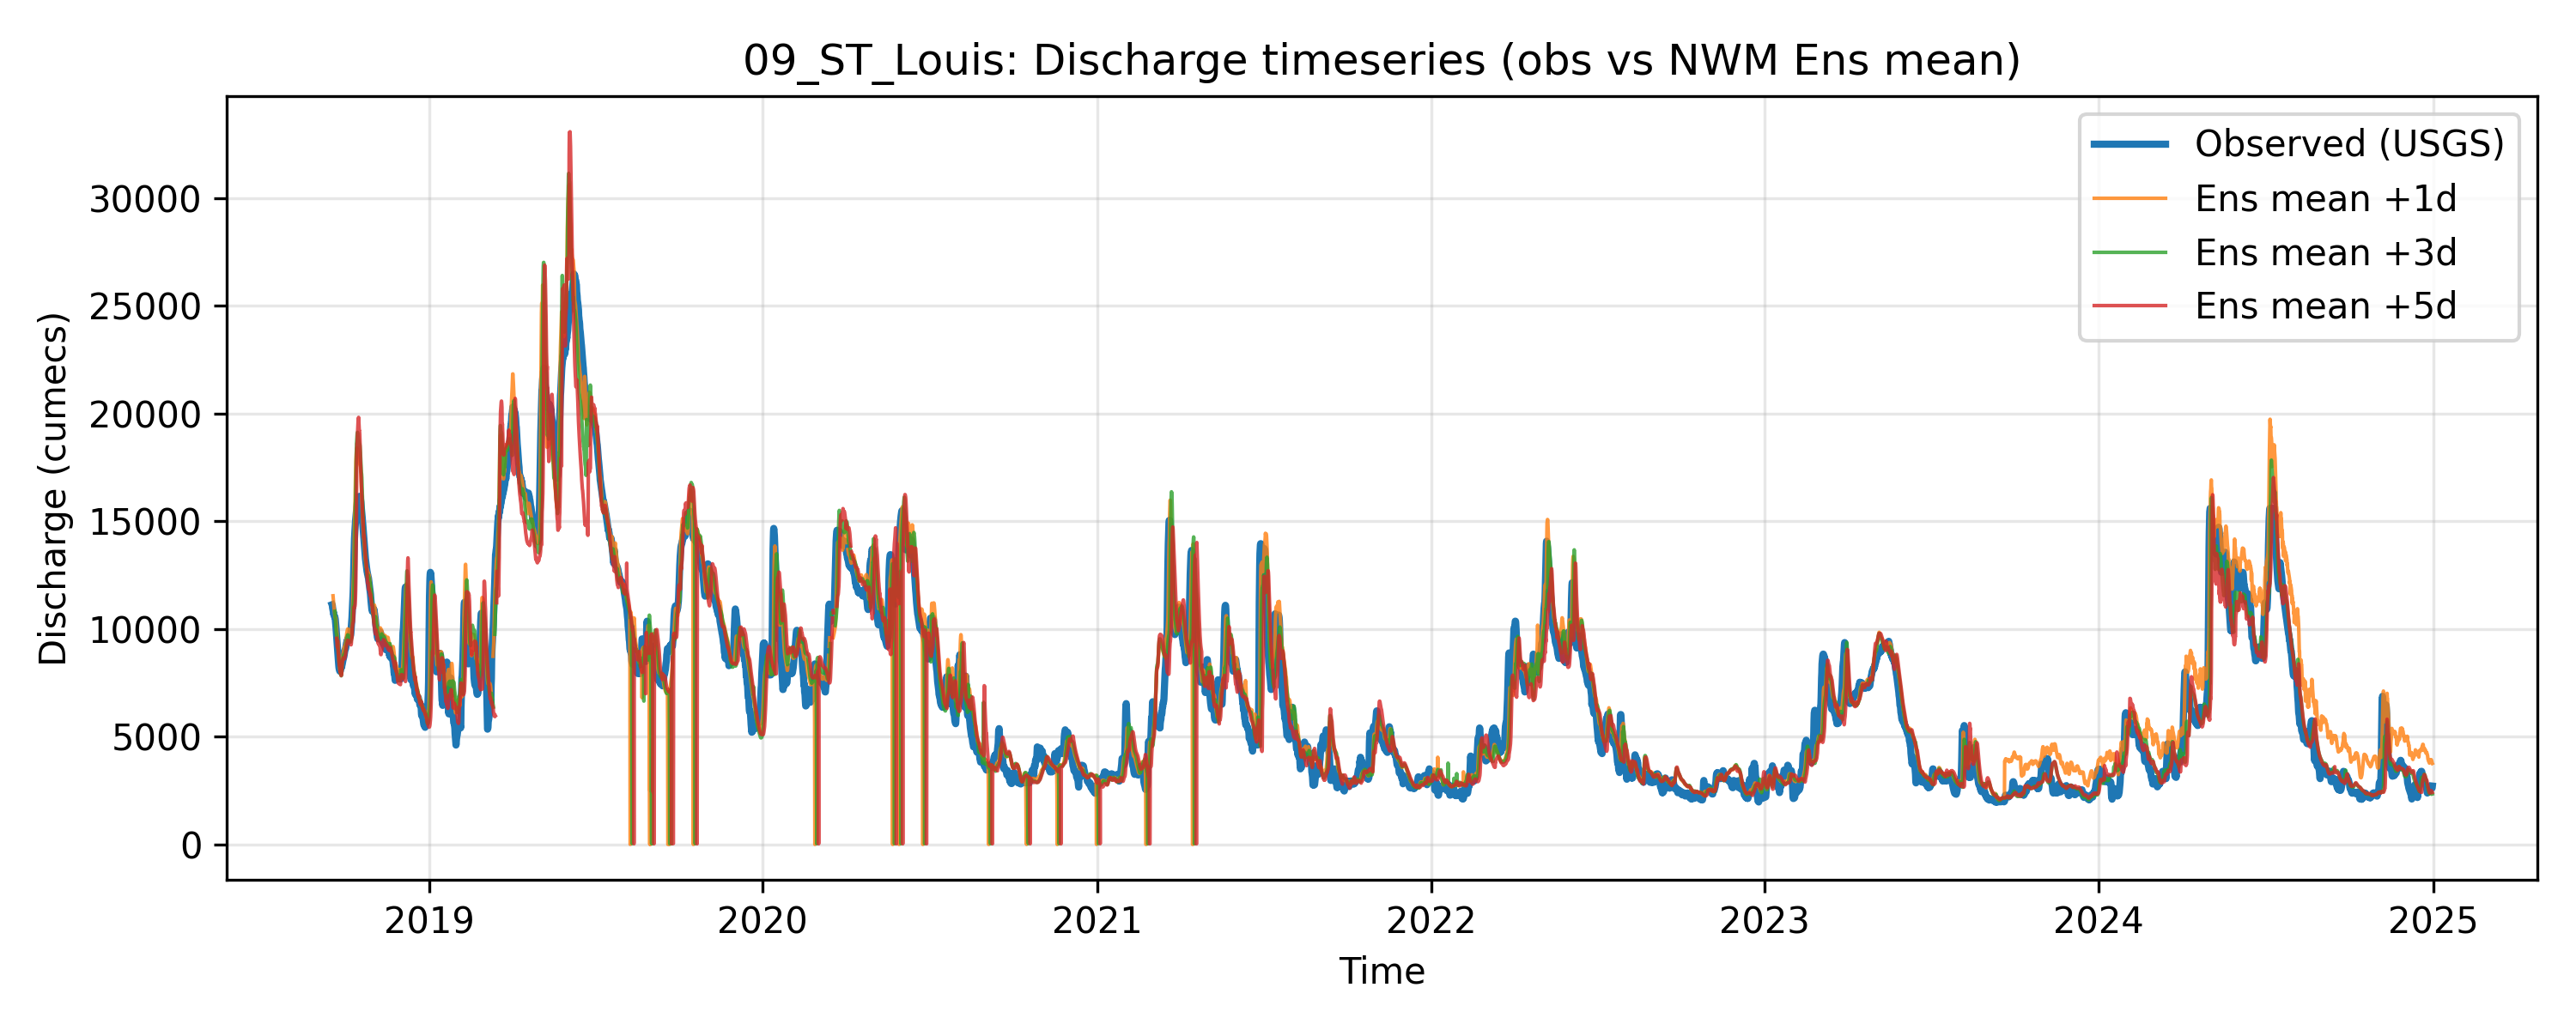 09_ST_Louis: Discharge timeseries (obs vs NWM Ens mean)
Observed (USGS)
Ens mean +1d
Ens mean +3d
Ens mean +5d
Discharge (cumecs)
30000
25000
20000
15000
10000
5000
0
2019
2020
2021
2022
2023
2024
2025
Time